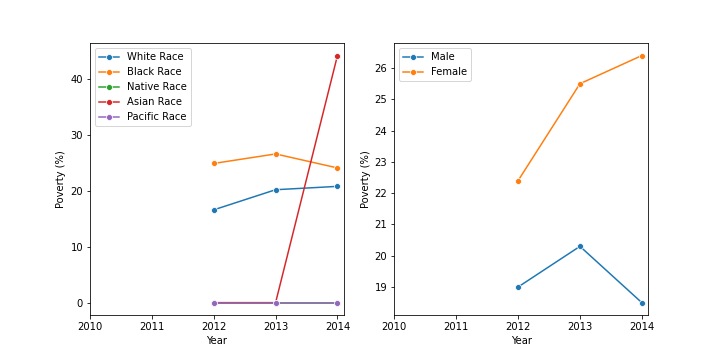 White Race
Black Race
Native Race
Asian Race
Pacific Race
40
30
20
10
0
Poverty (%)
2010 2011 2012 2013 2014
Year
Male
Female
26
25
24
23
22
21
20
19
Poverty (%)
2010 2011 2012 2013 2014
Year